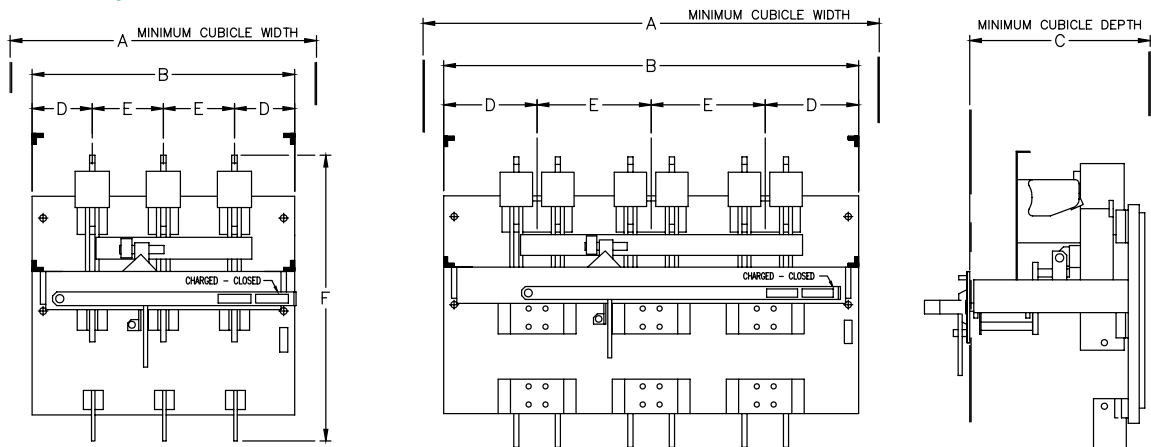 A MINIMUM CUBICLE WIDTH
B
D E E D
F
CHARGED - CLOSED
A MINIMUM CUBICLE WIDTH
B
D E E D
CHARGED - CLOSED
MINIMUM CUBICLE DEPTH
C